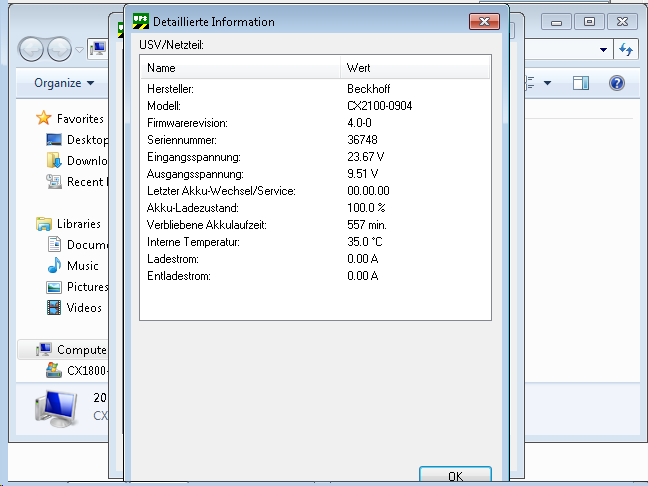 UPS Detaillierte Information
USV/Netzteil:
Name Wert
Hersteller: Beckhoff
Modell: CX2100-0904
Firmwarerevision: 4.0-0
Seriennummer: 36748
Eingangsspannung: 23.67 V
Ausgangsspannung: 9.51 V
Letzter Akku-Wechsel/Service: 00.00.00
Akku-Ladezustand: 100.0 %
Verbliebene Akkulaufzeit: 557 min.
Interne Temperatur: 35.0 °C
Ladestrom: 0.00 A
Entladestrom: 0.00 A
OK
Organize
Favorites
Desktop
Downlo
Recent
Libraries
Docume
Music
Pictures
Videos
Compute
CX1800-
20
CX